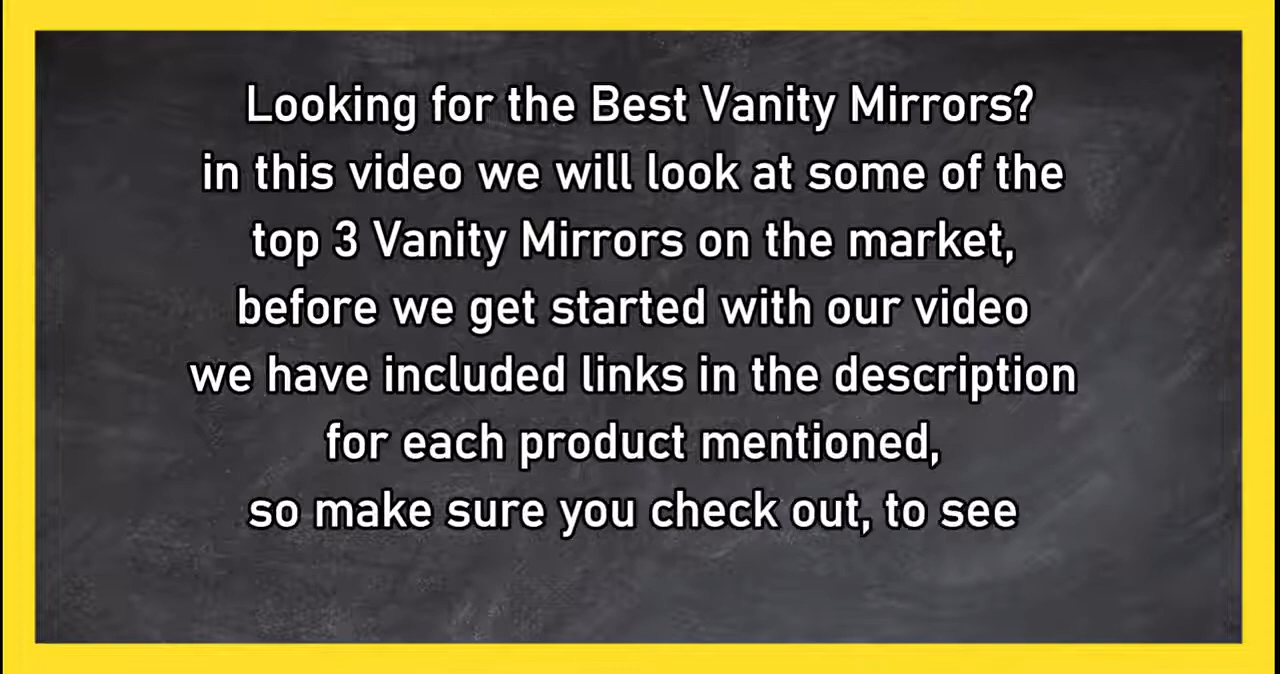 Looking for the Best Vanity Mirrors?
in this video we will look at some of the
top 3 Vanity Mirrors on the market,
before we get started with our video
we have included links in the description
for each product mentioned,
so make sure you check out, to see